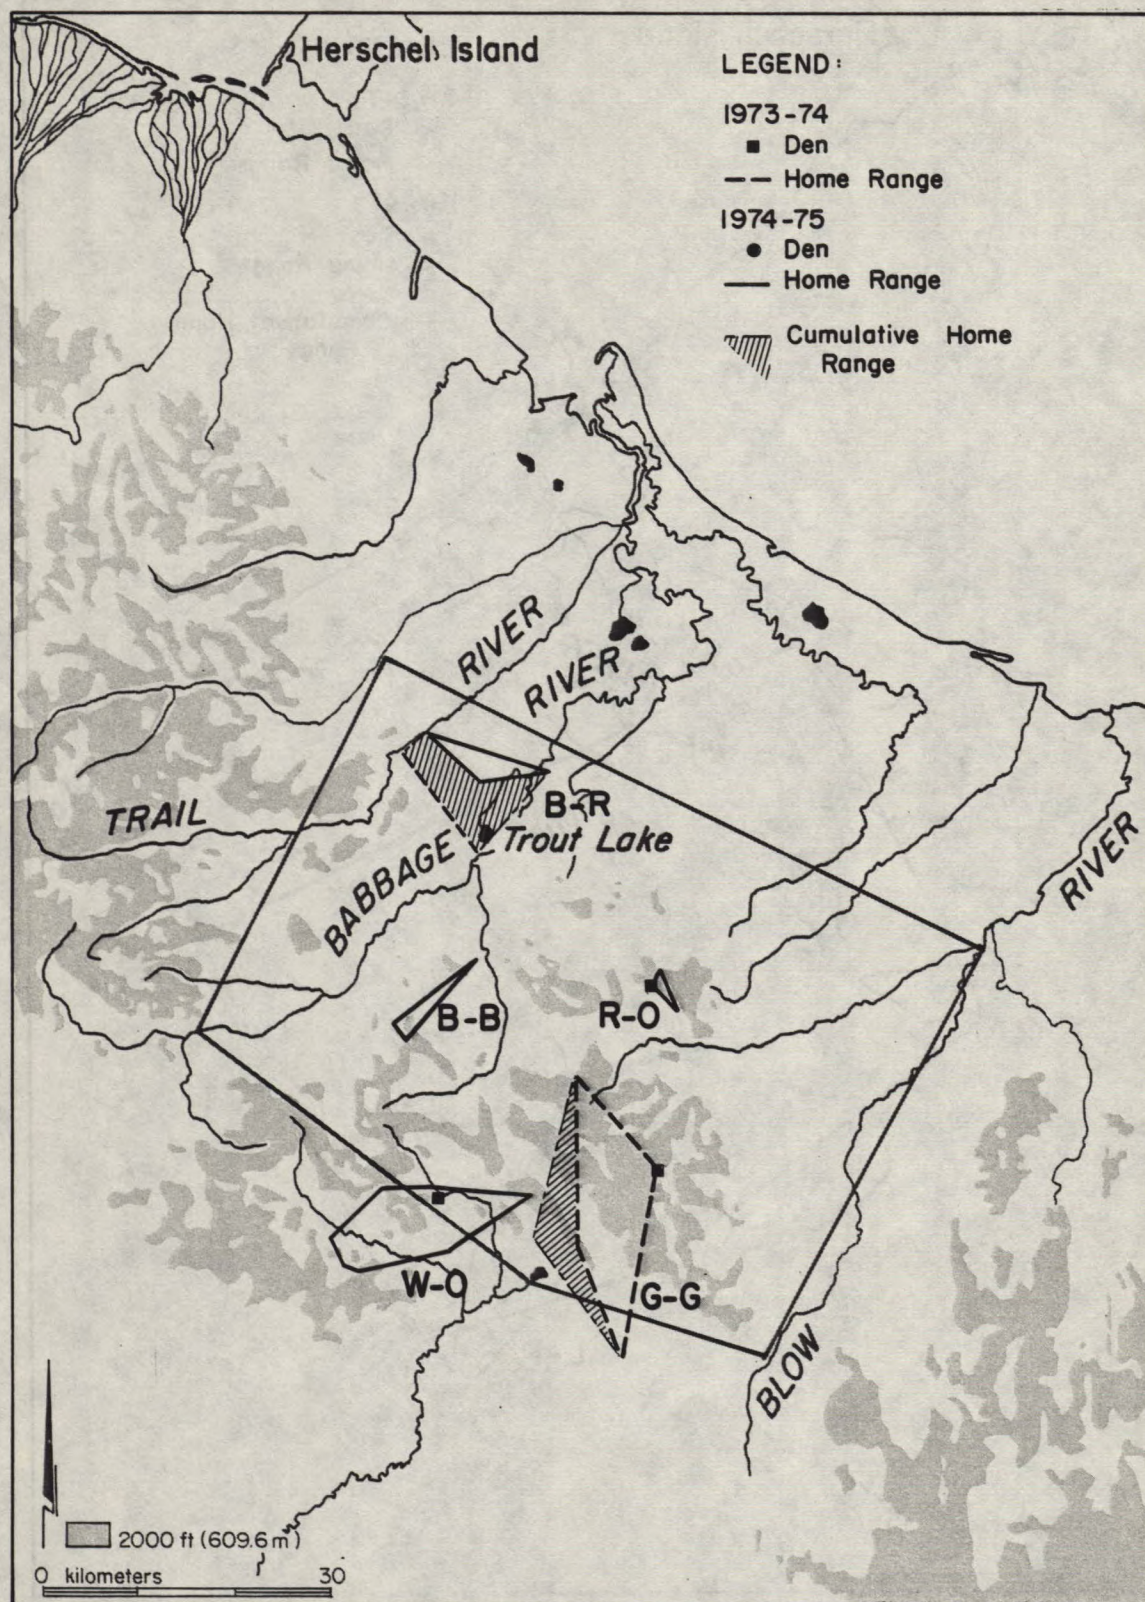 Herschel Island
LEGEND:
1973-74
Den
Home Range
1974-75
Den
Home Range
Cumulative Home
Range
RIVER
RIVER
TRAIL
B-R
Trout Lake
BABBAGE
RIVER
B-B
R-O
W-O
G-G
BLOW
2000 ft (609.6 m)
0 kilometers 30